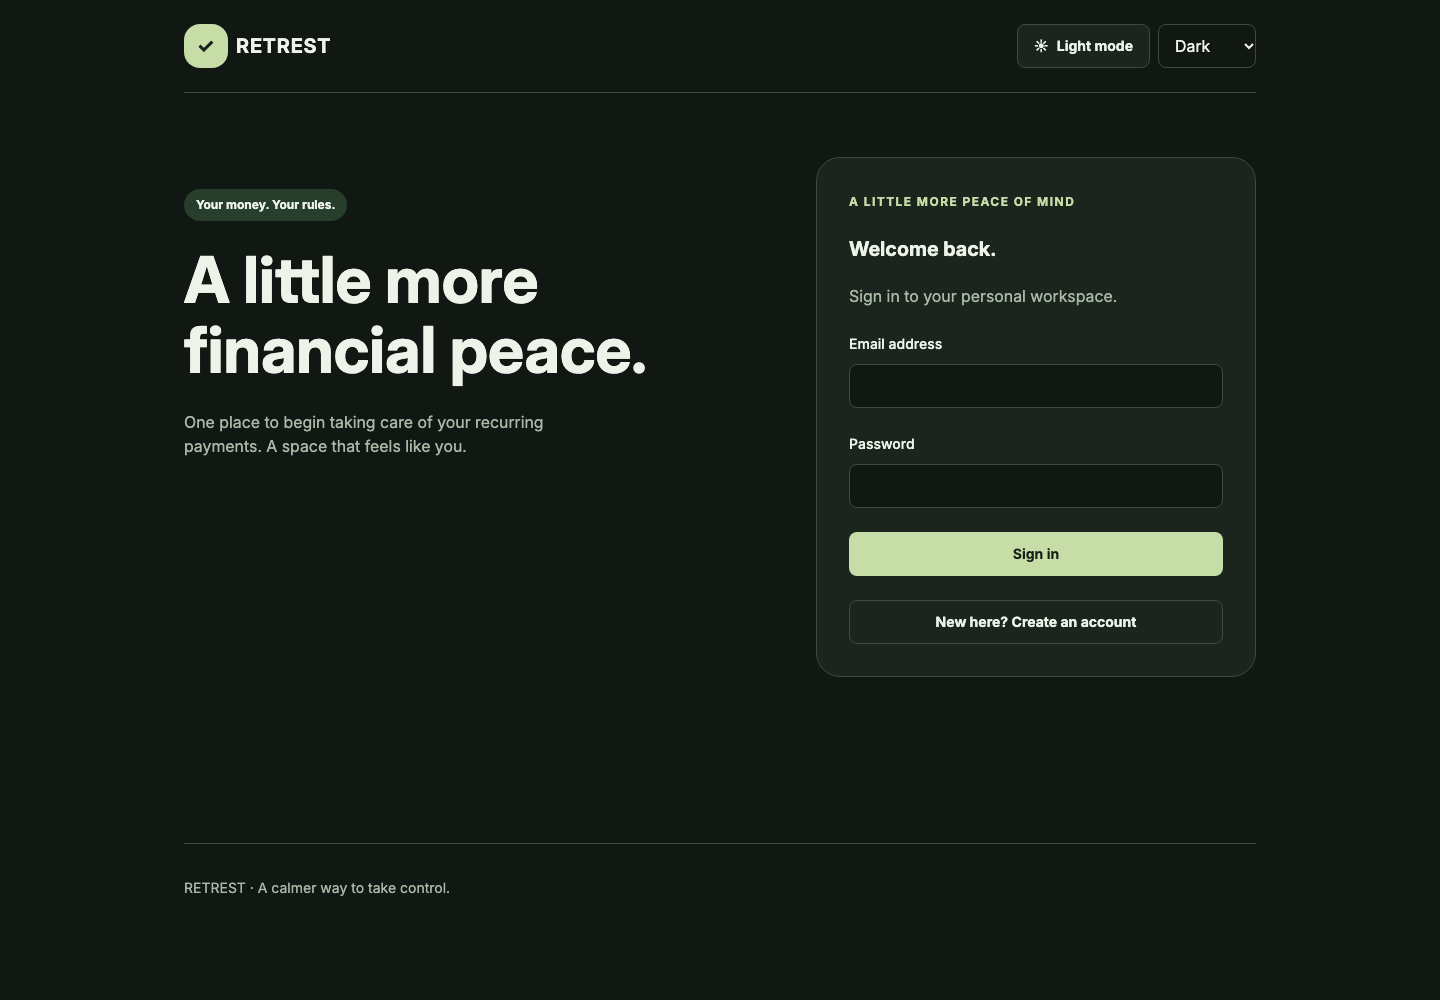 RETREST
Light mode
Dark
Your money. Your rules.
A little more
financial peace.
One place to begin taking care of your recurring
payments. A space that feels like you.
A LITTLE MORE PEACE OF MIND
Welcome back.
Sign in to your personal workspace.
Email address
Password
Sign in
New here? Create an account
RETREST · A calmer way to take control.